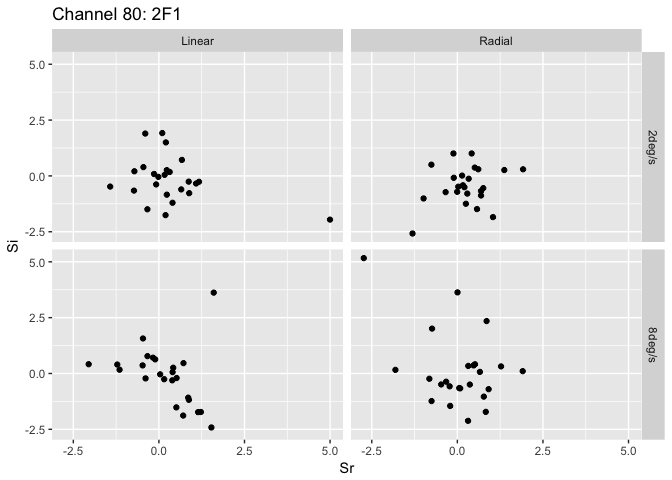 Channel 80: 2F1
Linear
Radial
5.0
2.5
0.0
-2.5
2deg/s
Si
5.0
2.5
0.0
-2.5
8deg/s
-2.5 0.0 2.5 5.0
-2.5 0.0 2.5 5.0
Sr